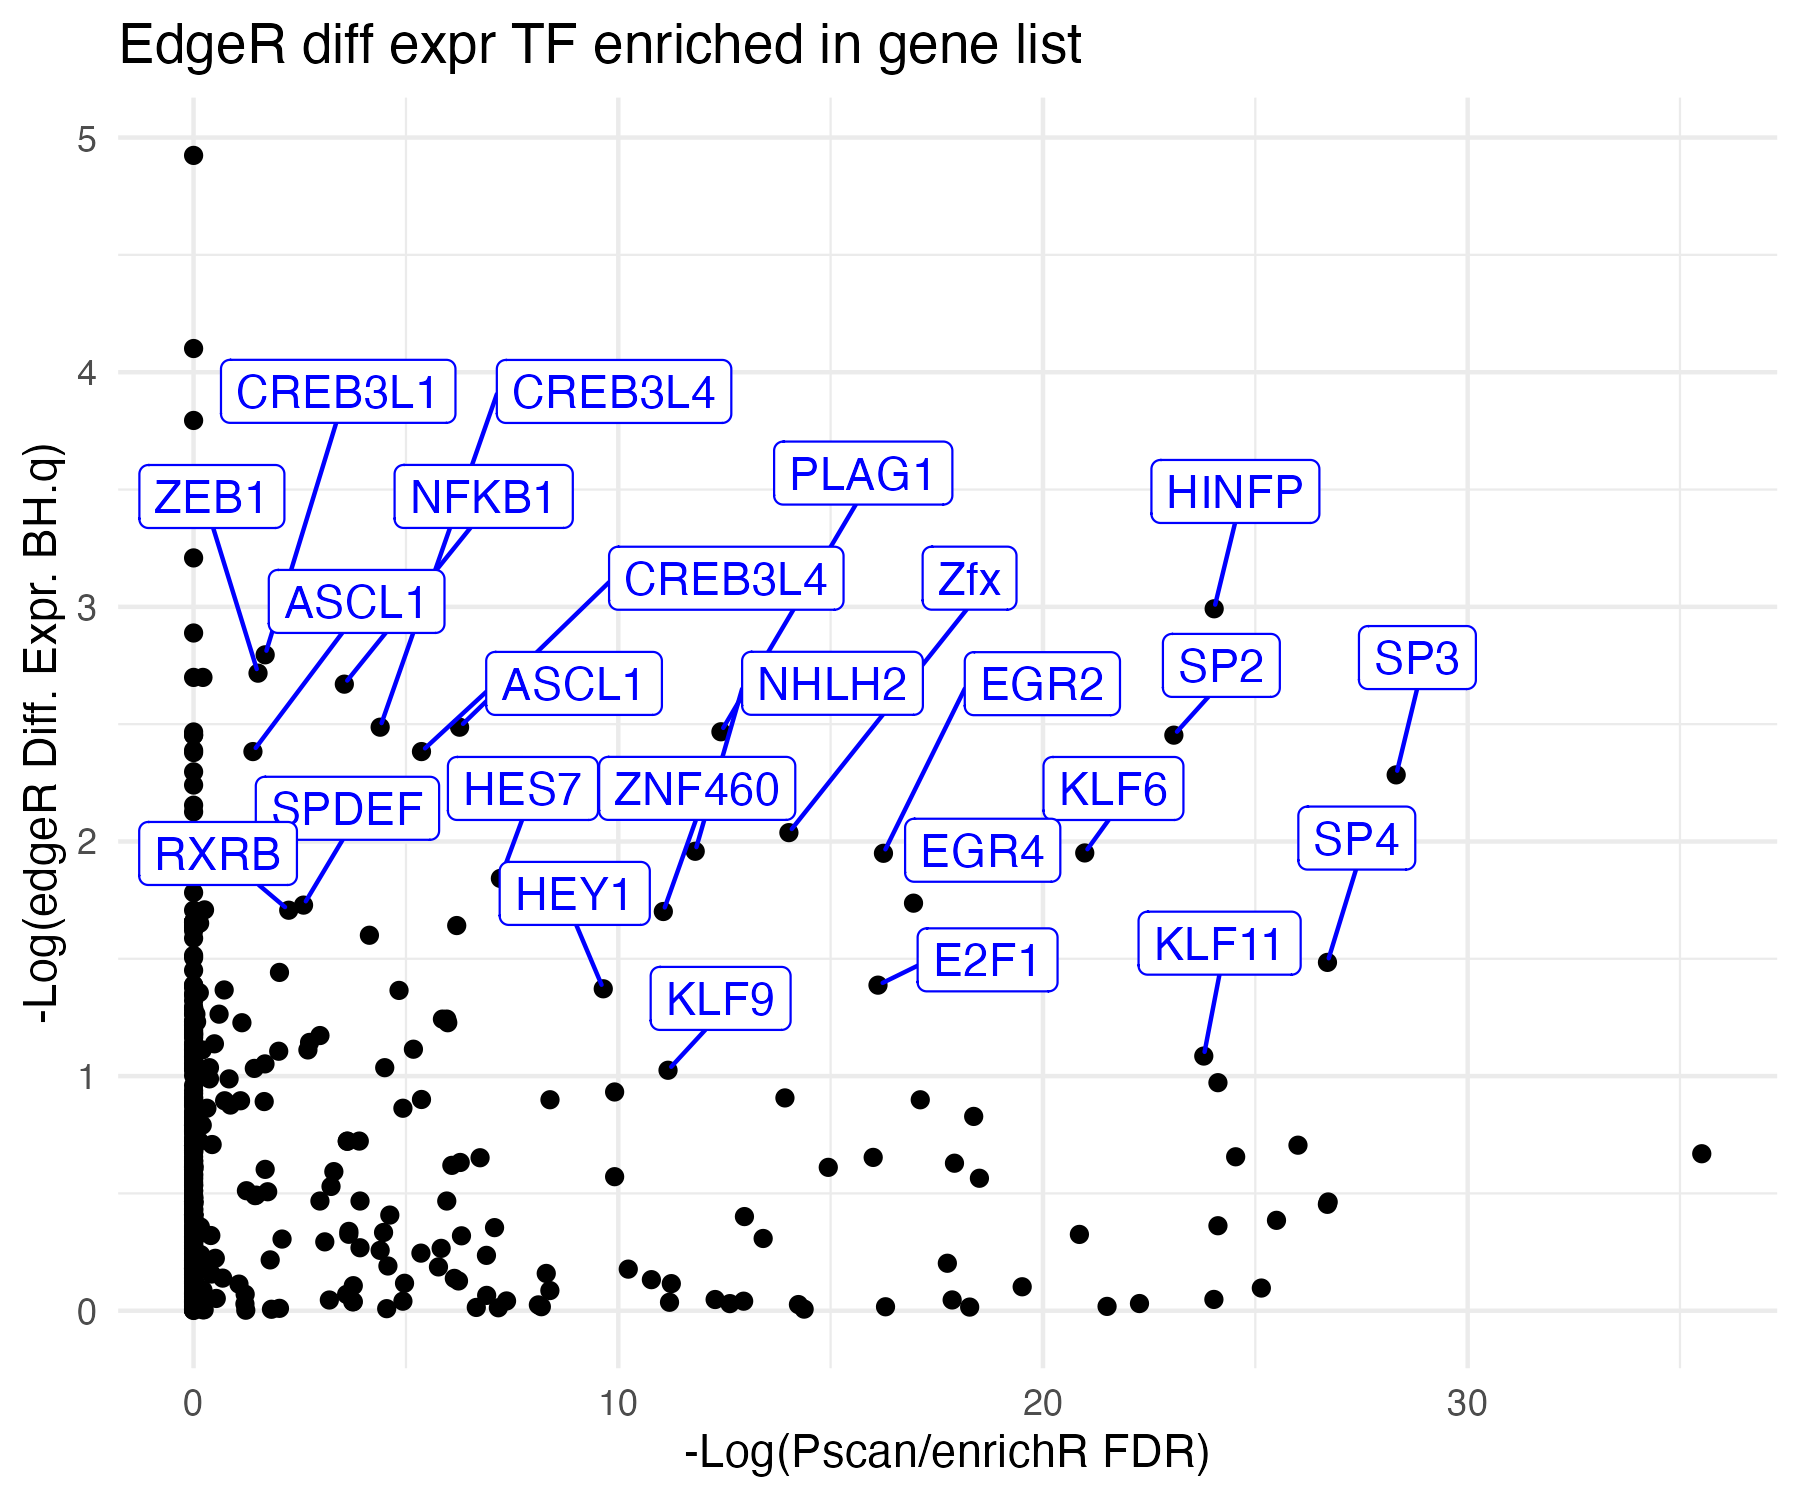 EdgeR diff expr TF enriched in gene list
-Log(edgeR Diff. Expr. BH.q)
5
4
3
2
1
0
CREB3L1
CREB3L4
ZEB1
NFKB1
PLAG1
HINFP
ASCL1
CREB3L4
Zfx
ASCL1
NHLH2
EGR2
SP2
SP3
SPDEF
HES7
ZNF460
KLF6
RXRB
EGR4
SP4
HEY1
E2F1
KLF11
KLF9
0
10
20
30
-Log(Pscan/enrichR FDR)